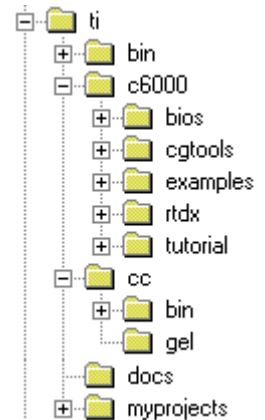 ti
bin
c6000
bios
cgtools
examples
rtdx
tutorial
cc
bin
gel
docs
myprojects